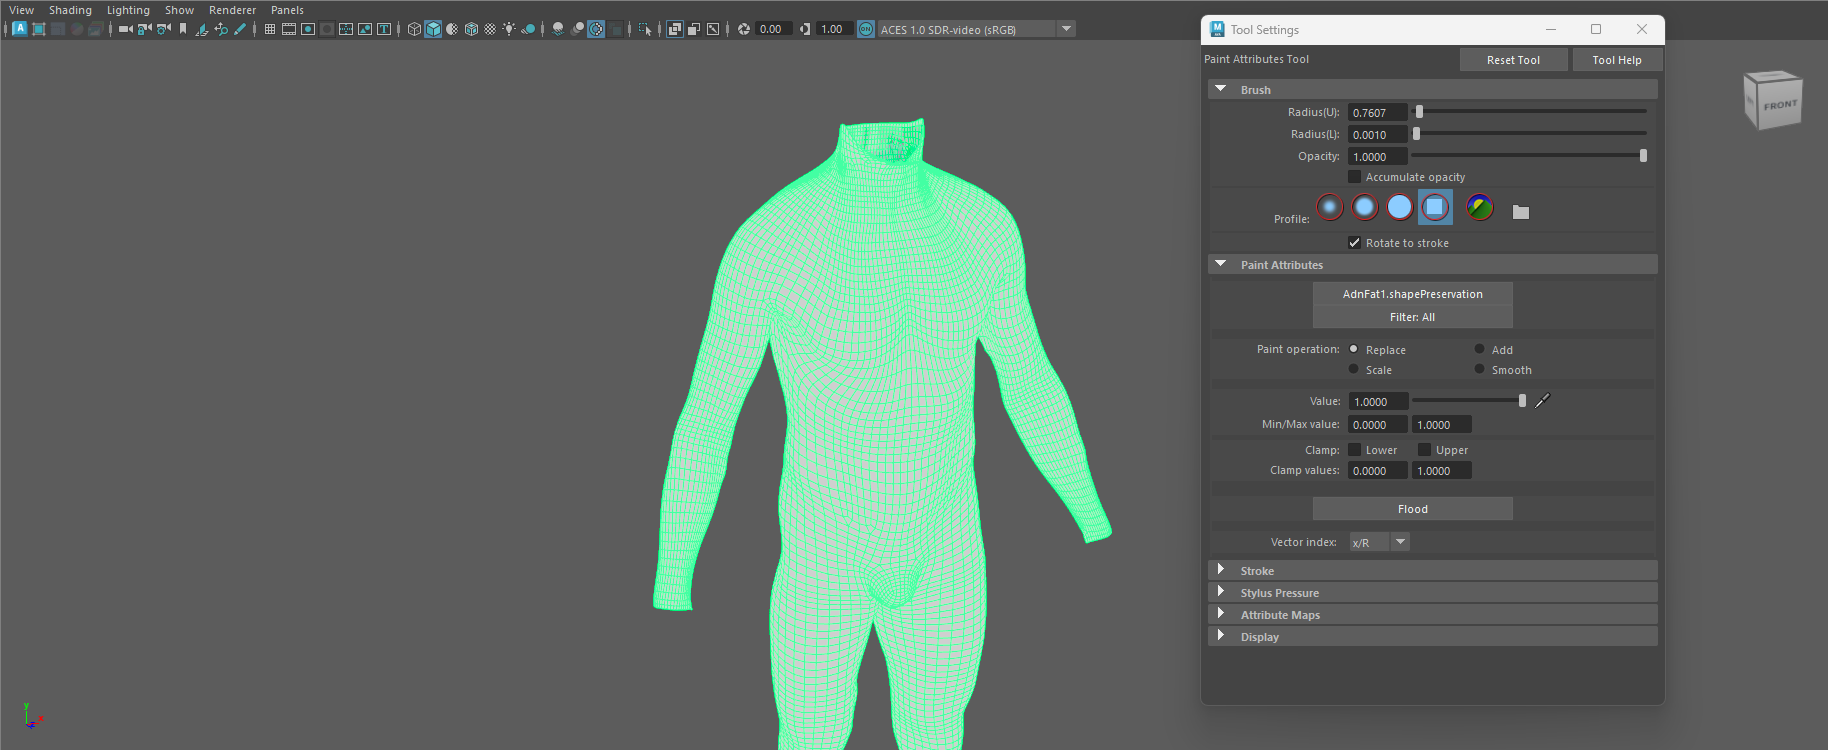 View Shading Lighting Show Renderer Panels
0.00 1.00 ON ACES 1.0 SDR-video (sRGB)
M
Tool Settings
Paint Attributes Tool Reset Tool Tool Help
Brush
Radius(U): 0.7607
Radius(L): 0.0010
Opacity: 1.0000
Accumulate opacity
Profile:
Rotate to stroke
Paint Attributes
AdnFat1.shapePreservation
Filter: All
Paint operation: Replace Add
Scale Smooth
Value: 1.0000
Min/Max value: 0.0000 1.0000
Clamp: Lower Upper
Clamp values: 0.0000 1.0000
Flood
Vector index: x/R
Stroke
Stylus Pressure
Attribute Maps
Display
FRONT
y
z x